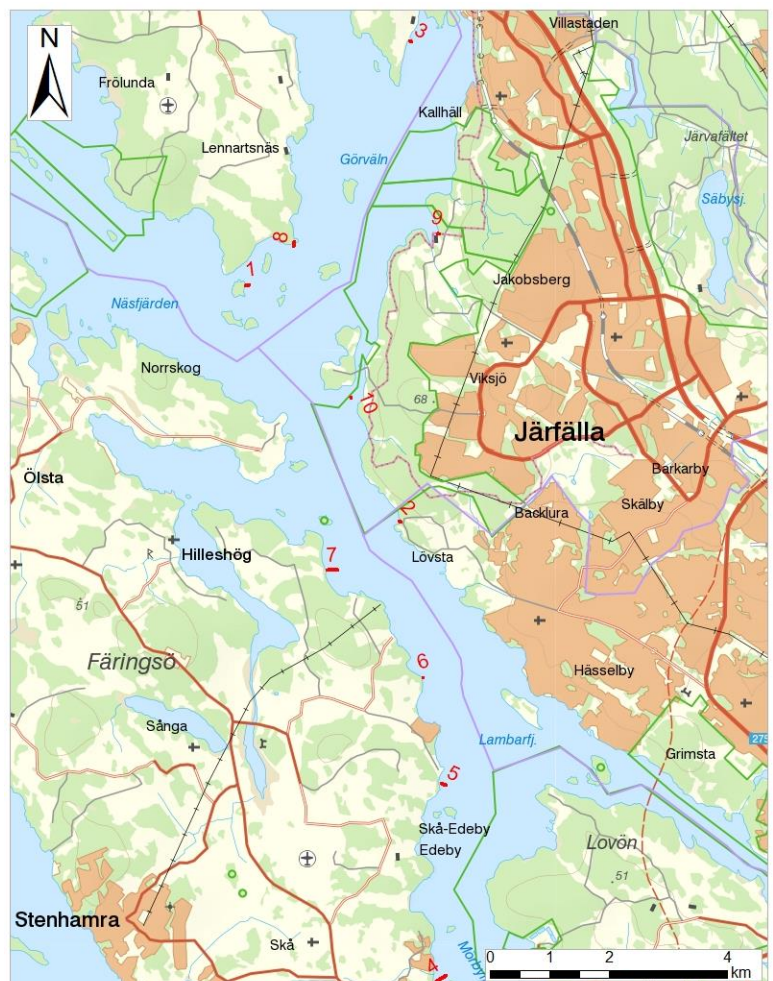 Villastaden
3
N
Frölunda
Kallhäll
Järvafältet
Lennartsnäs
Görväln
Säbysj.
9
8
1
Jakobsberg
Näsfjärden
Norrskog
Viksjö
68
10
Järfälla
Barkarby
Ölsta
Skälby
2
Backlura
Hilleshög
7
Lövsta
51
Färingsö
6
Hässelby
Sånga
Lambarfj.
275
Grimsta
5
Skå-Edeby
Edeby
Lovön
51
Stenhamra
Skå
4
0 1 2 4
km